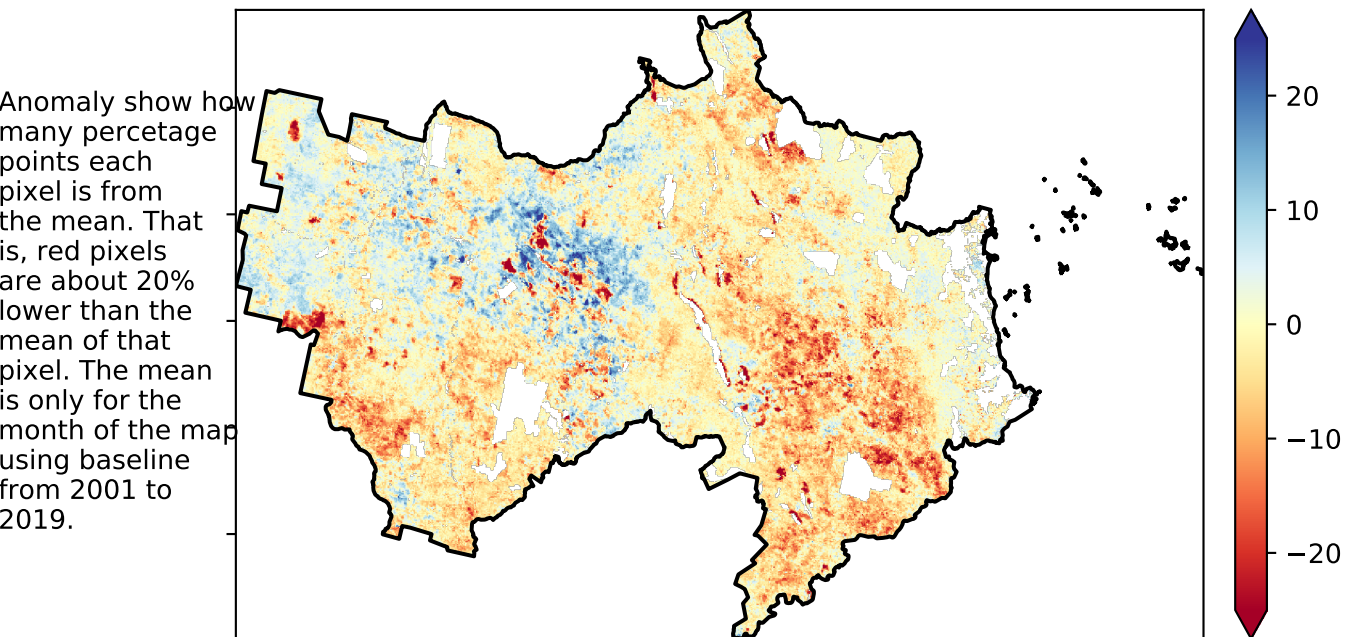 Anomaly show how
many percetage
points each
pixel is from
the mean. That
is, red pixels
are about 20%
lower than the
mean of that
pixel. The mean
is only for the
month of the map
using baseline
from 2001 to
2019.
20
10
0
−10
−20